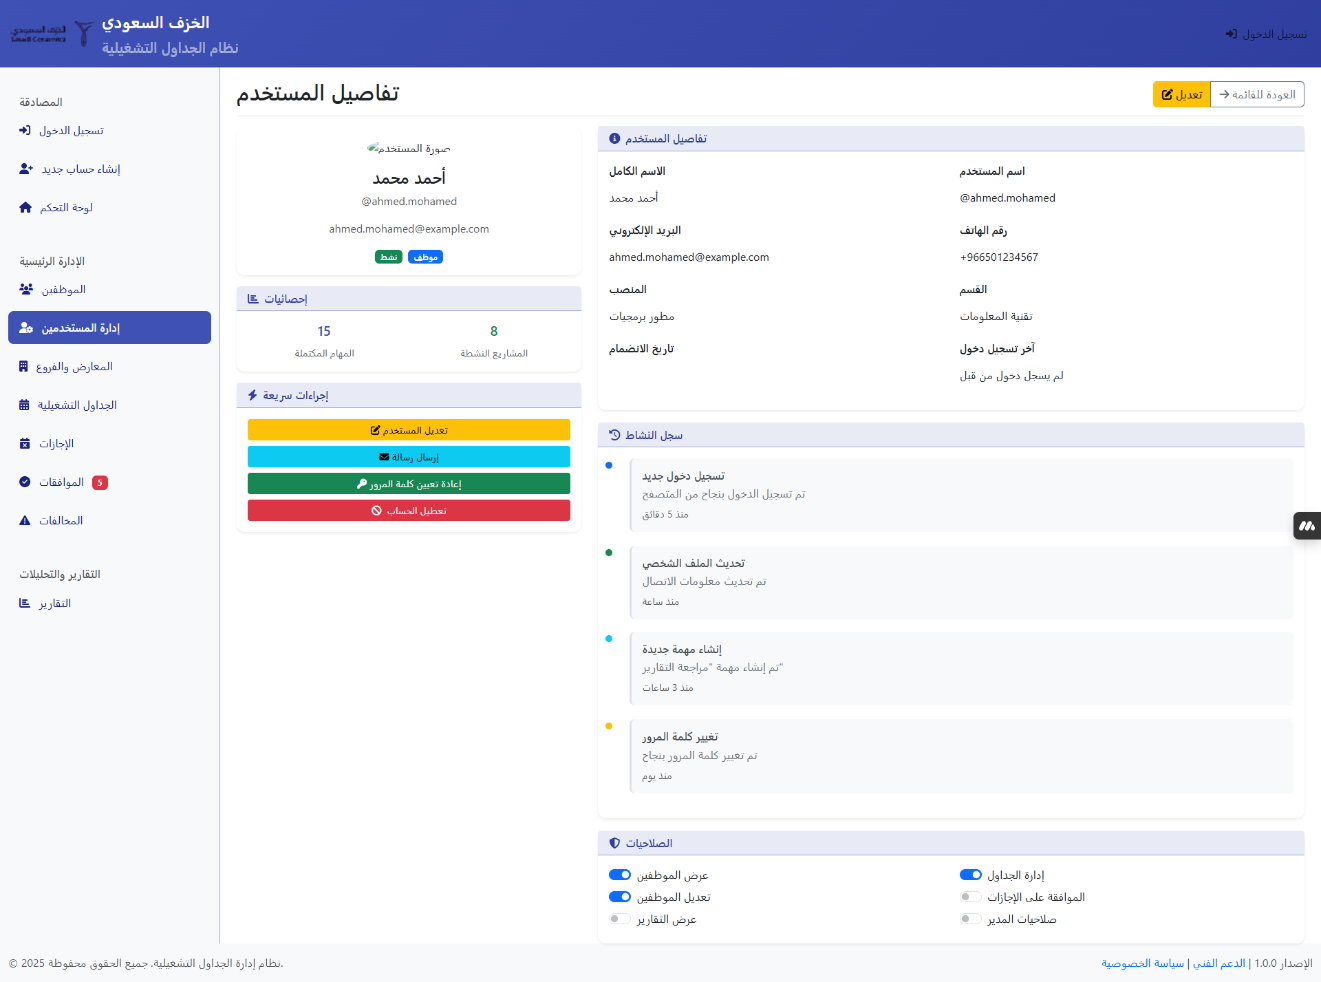 الخزف السعودي
Saudi Ceramics
الخزف السعودي
نظام الجداول التشغيلية
تسجيل الدخول
المصادقة
تسجيل الدخول
إنشاء حساب جديد
لوحة التحكم
الإدارة الرئيسية
الموظفين
إدارة المستخدمين
المعارض والفروع
الجداول التشغيلية
الإجازات
الموافقات 5
المخالفات
التقارير والتحليلات
التقارير
تفاصيل المستخدم
تعديل
العودة للقائمة
صورة المستخدم
أحمد محمد
@ahmed.mohamed
ahmed.mohamed@example.com
نشط
موظف
إحصائيات
15
المهام المكتملة
8
المشاريع النشطة
إجراءات سريعة
تعديل المستخدم
إرسال رسالة
إعادة تعيين كلمة المرور
تعطيل الحساب
تفاصيل المستخدم
الاسم الكامل
أحمد محمد
اسم المستخدم
@ahmed.mohamed
البريد الإلكتروني
ahmed.mohamed@example.com
رقم الهاتف
+966501234567
المنصب
مطور برمجيات
القسم
تقنية المعلومات
تاريخ الانضمام
آخر تسجيل دخول
لم يسجل دخول من قبل
سجل النشاط
تسجيل دخول جديد
تم تسجيل الدخول بنجاح من المتصفح
منذ 5 دقائق
تحديث الملف الشخصي
تم تحديث معلومات الاتصال
منذ ساعة
إنشاء مهمة جديدة
تم إنشاء مهمة "مراجعة التقارير"
منذ 3 ساعات
تغيير كلمة المرور
تم تغيير كلمة المرور بنجاح
منذ يوم
الصلاحيات
عرض الموظفين
إدارة الجداول
تعديل الموظفين
الموافقة على الإجازات
عرض التقارير
صلاحيات المدير
© 2025 نظام إدارة الجداول التشغيلية. جميع الحقوق محفوظة.
الإصدار 1.0.0 | الدعم الفني | سياسة الخصوصية